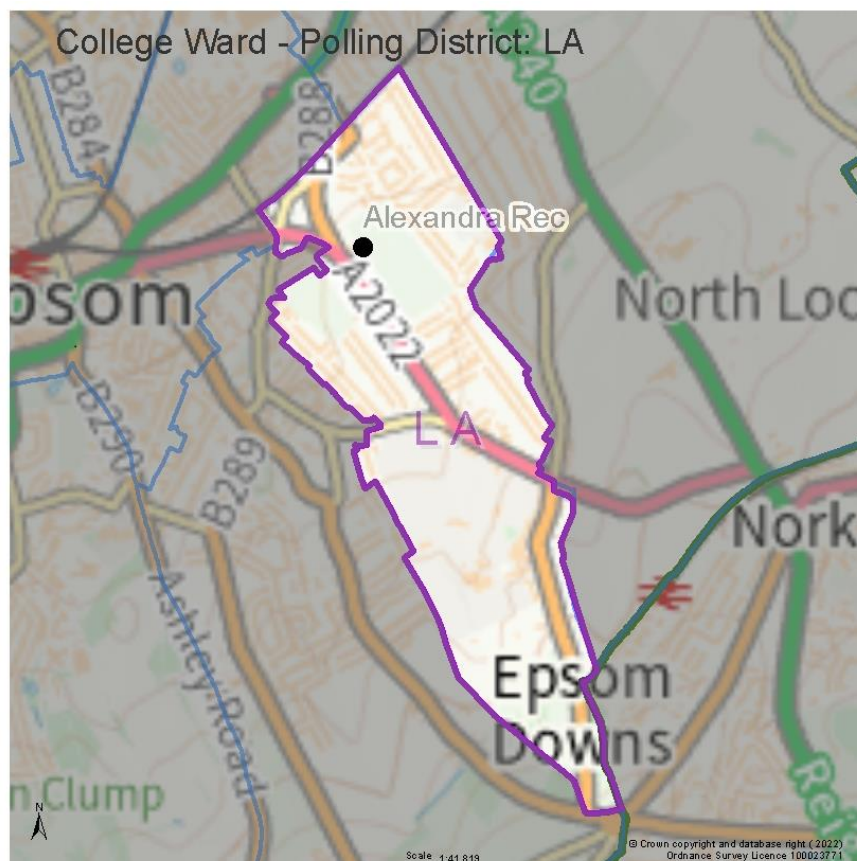 College Ward - Polling District: LA
240
B284
B288
Alexandra Rec
psom
A2022
North Loo
B290
LA
B289
Nork
Ashley Road
Epsom
Downs
n Clump
N
Scale 1:41,819
© Crown copyright and database right (2022)
Ordnance Survey Licence 100023771